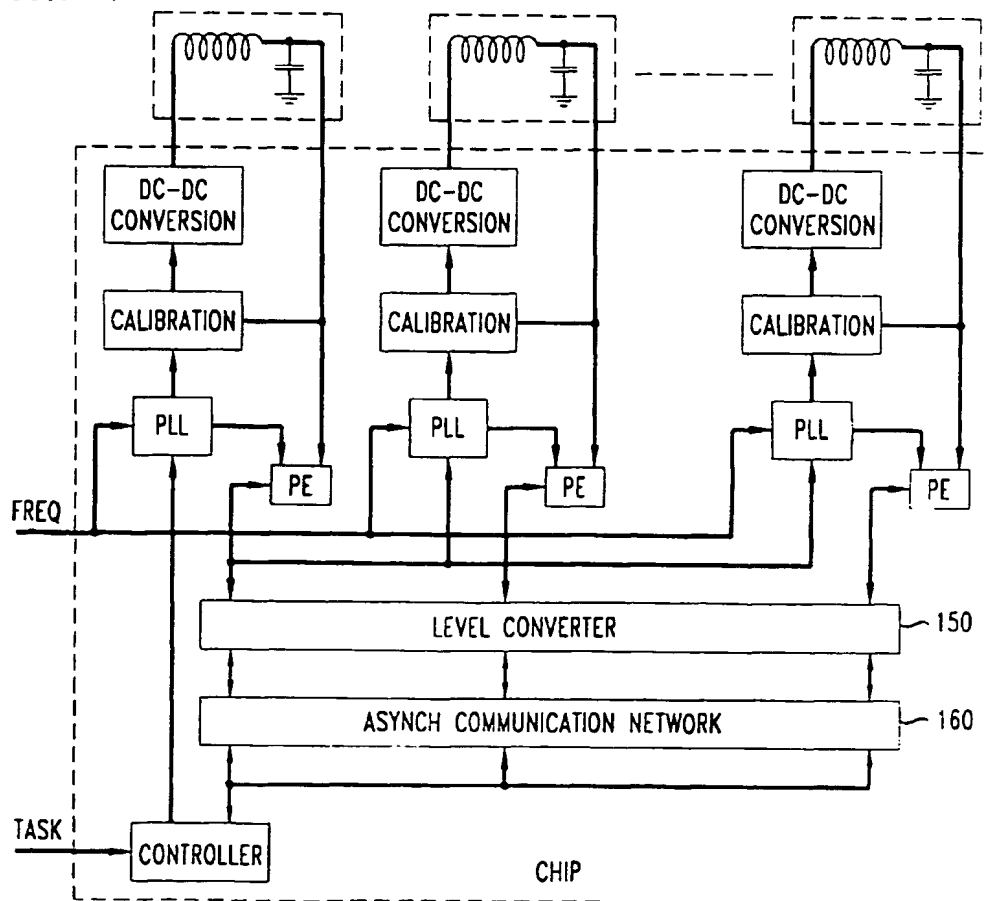 DC-DC
CONVERSION
DC-DC
CONVERSION
DC-DC
CONVERSION
CALIBRATION
CALIBRATION
CALIBRATION
PLL
PLL
PLL
PE
PE
PE
FREQ
LEVEL CONVERTER
150
ASYNCH COMMUNICATION NETWORK
160
TASK
CONTROLLER
CHIP